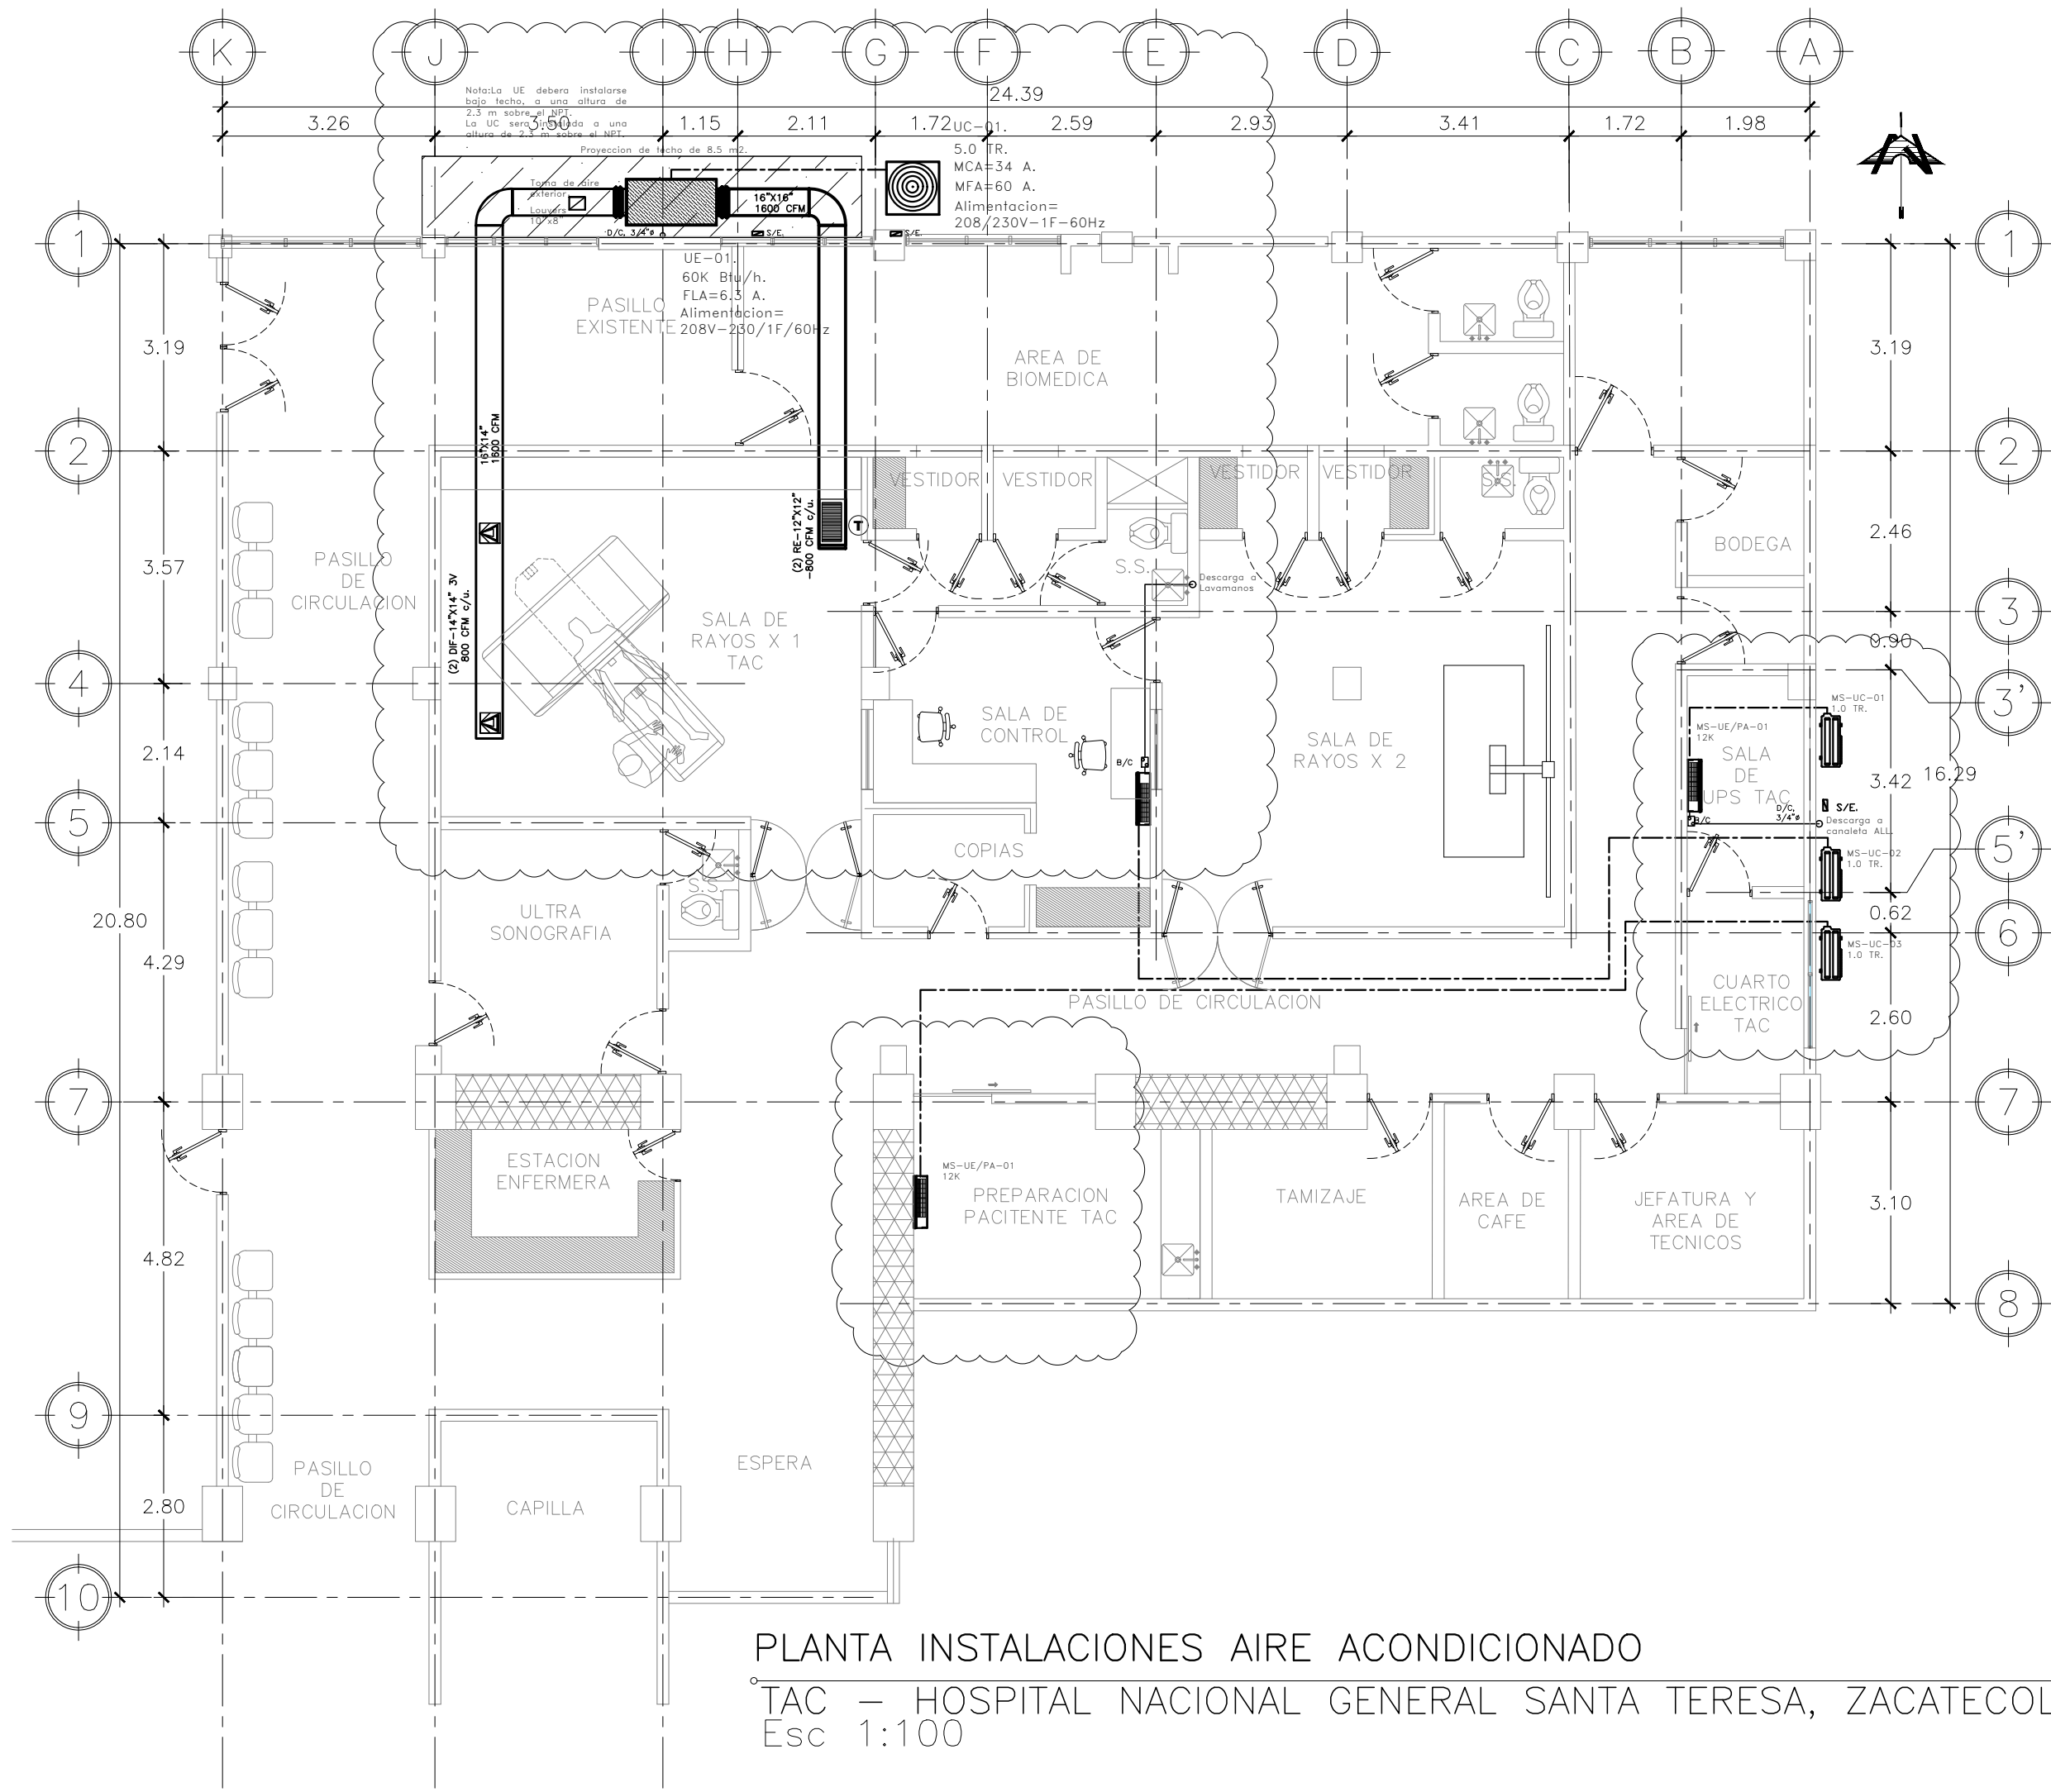 K
J
I
H
G
F
E
D
C
B
A
24.39
3.26
3.50
1.15
2.11
1.72
2.59
2.93
3.41
1.72
1.98
Nota:La UE debera instalarse
bajo techo, a una altura de
2.3 m sobre el NPT.
La UC sera instalada a una
altura de 2.3 m sobre el NPT.
Proyeccion de techo de 8.5 m2.
UC-01.
5.0 TR.
MCA=34 A.
MFA=60 A.
Alimentacion=
208/230V-1F-60Hz
Toma de aire
exterior
Louvers
10"x8"
16"X16"
1600 CFM
D/C, 3/4"ø
S/E.
S/E.
UE-01.
60K Btu/h.
FLA=6.3 A.
Alimentacion=
208V-230/1F/60Hz
1
1
PASILLO
EXISTENTE
AREA DE
BIOMEDICA
3.19
3.19
16"X14"
1600 CFM
2
2
VESTIDOR
VESTIDOR
VESTIDOR
VESTIDOR
S.S.
(2) RE-12"X12"
-800 CFM c/u.
T
2.46
BODEGA
3.57
PASILLO
DE
CIRCULACION
S.S.
Descarga a
Lavamanos
(2) DIF-14"X14" 3V
800 CFM c/u.
SALA DE
RAYOS X 1
TAC
3
0.90
4
3'
SALA DE
CONTROL
SALA DE
RAYOS X 2
B/C
MS-UC-01
1.0 TR.
MS-UE/PA-01
12K
SALA
DE
UPS TAC
2.14
3.42
16.29
D/C,
3/4"ø
S/E.
B/C
Descarga a
canaleta ALL.
5
5'
COPIAS
MS-UC-02
1.0 TR.
S.S.
ULTRA
SONOGRAFIA
20.80
0.62
6
4.29
MS-UC-03
1.0 TR.
CUARTO
ELECTRICO
TAC
PASILLO DE CIRCULACION
2.60
7
7
ESTACION
ENFERMERA
MS-UE/PA-01
12K
PREPARACION
PACITENTE TAC
TAMIZAJE
AREA DE
CAFE
JEFATURA Y
AREA DE
TECNICOS
3.10
4.82
8
9
ESPERA
PASILLO
DE
CIRCULACION
CAPILLA
2.80
10
PLANTA INSTALACIONES AIRE ACONDICIONADO
TAC - HOSPITAL NACIONAL GENERAL SANTA TERESA, ZACATECOL
Esc 1:100